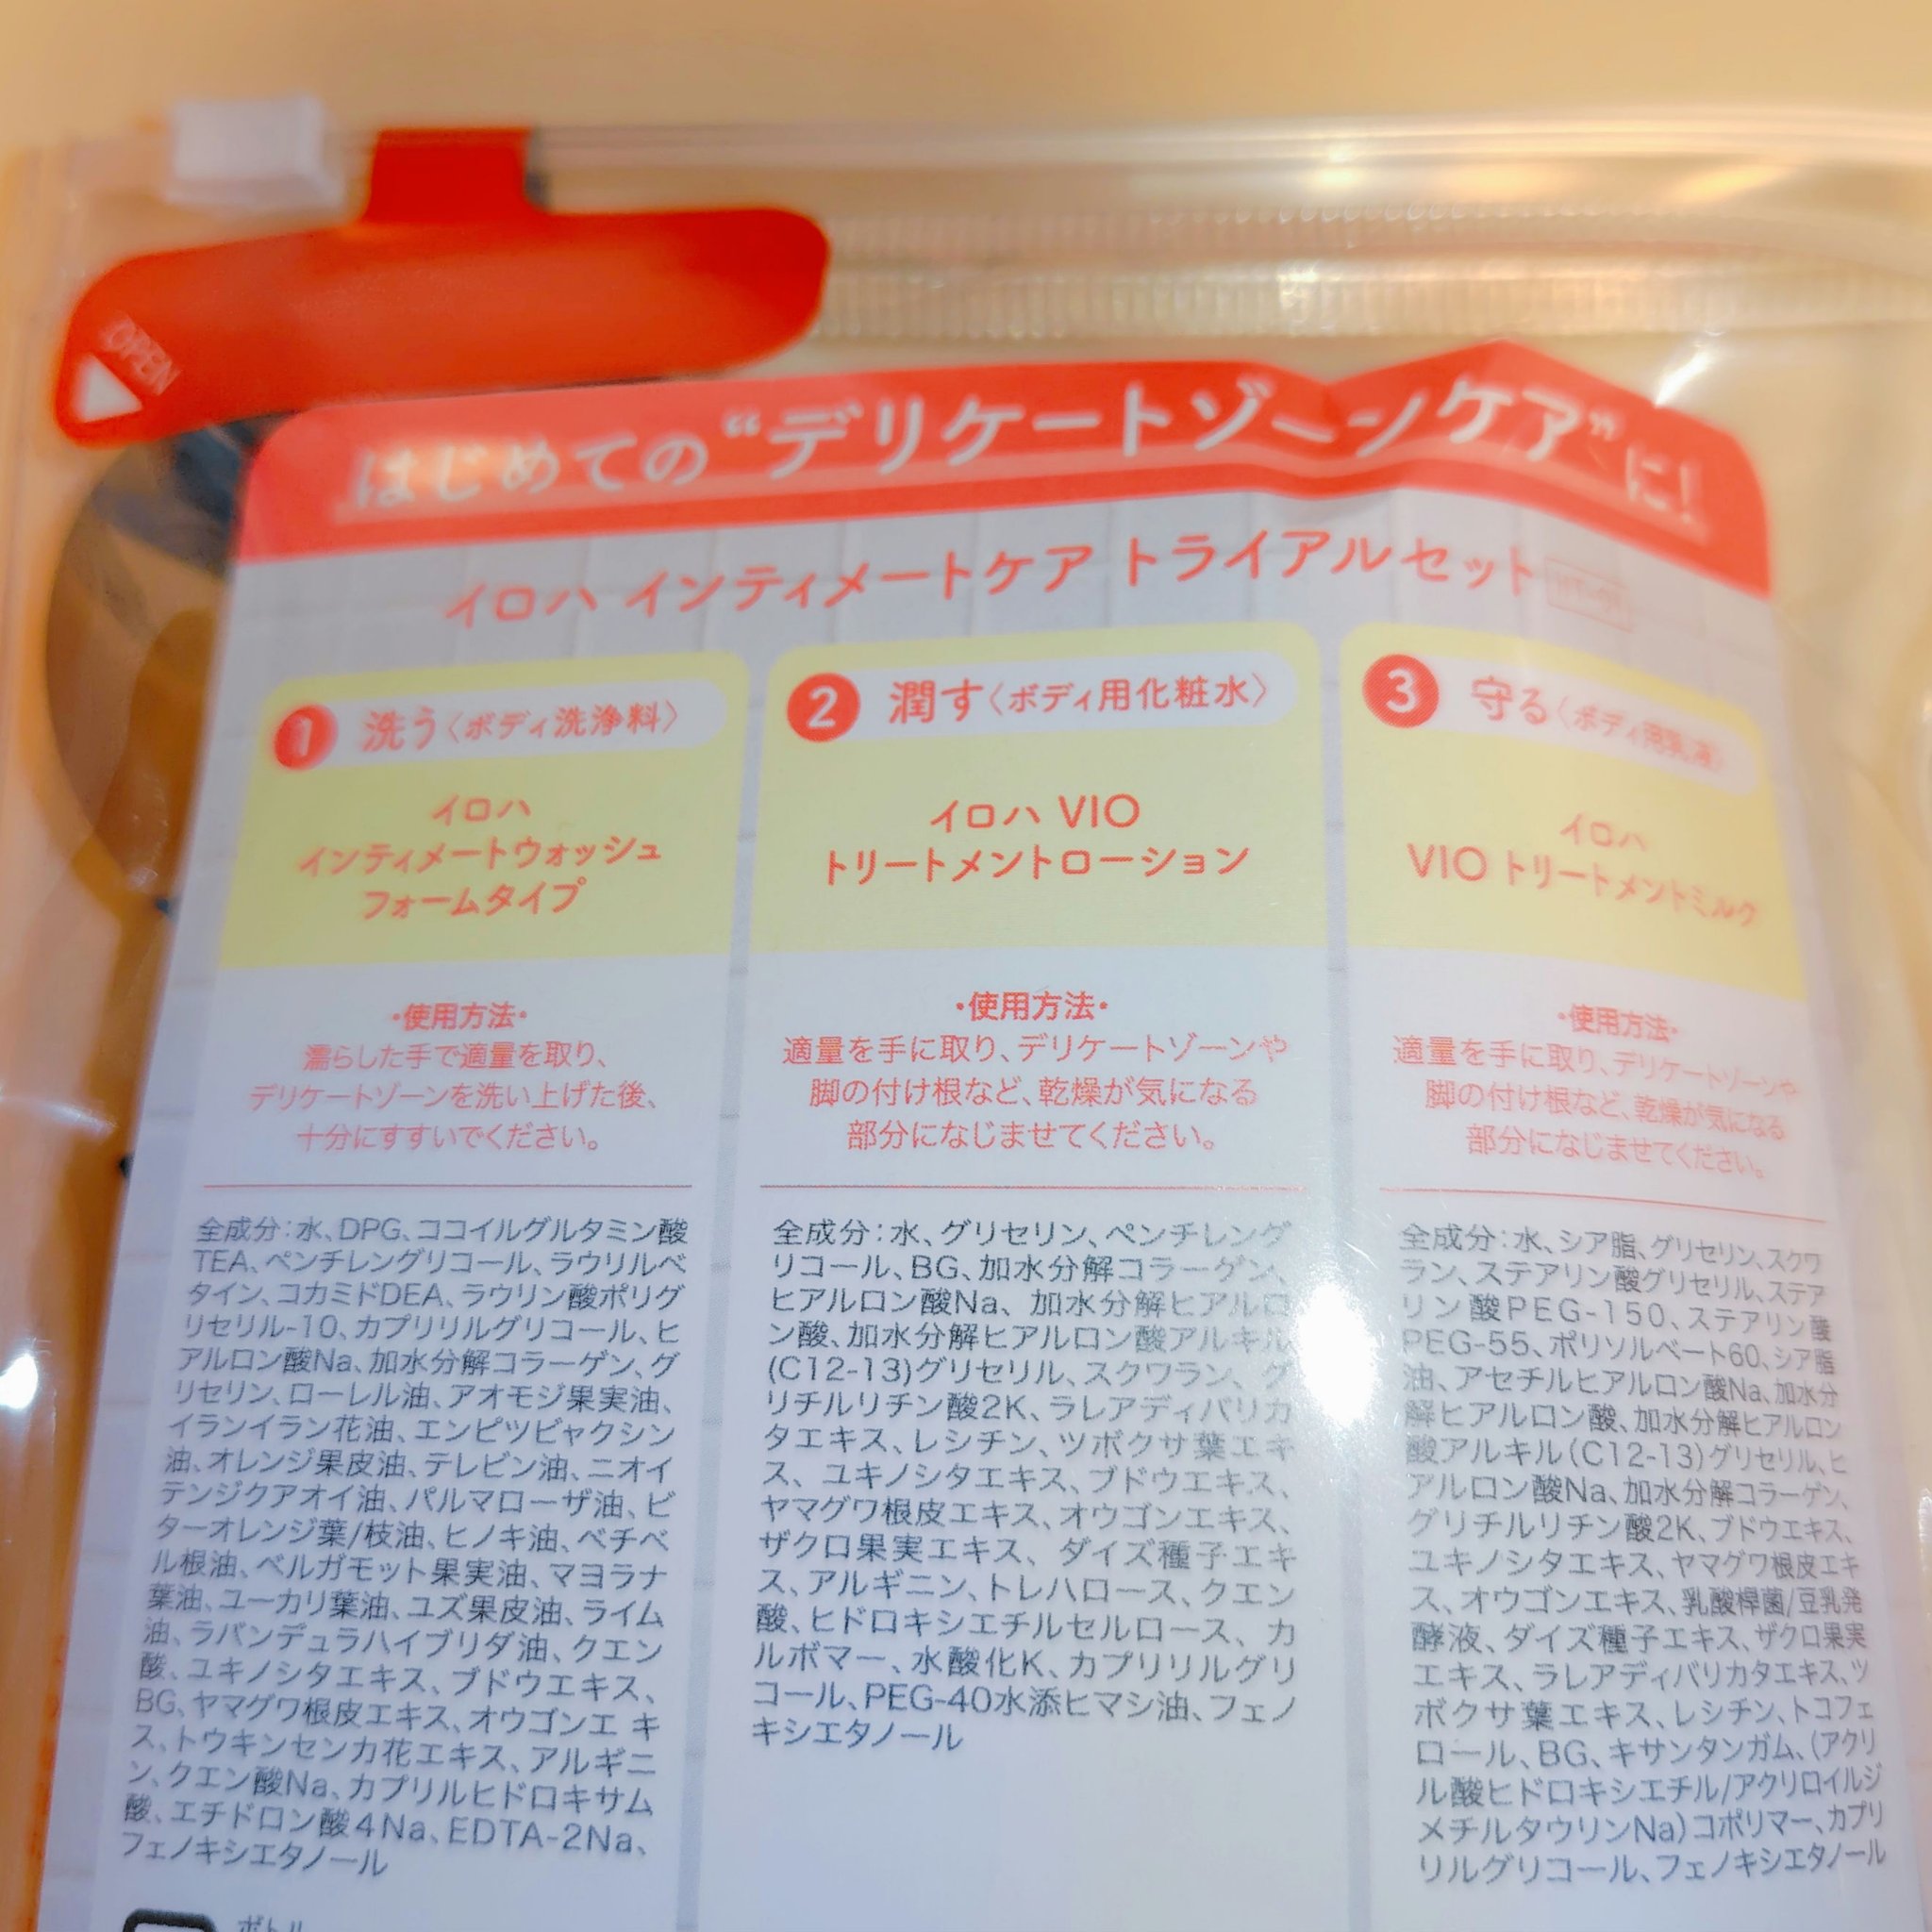 OPEN
はじめての“デリケートゾーンケア”に!
イロハ インティメートケア トライアルセット
1 洗う〈ボディ洗浄料〉
イロハ
インティメートウォッシュ
フォームタイプ
・使用方法・
濡らした手で適量を取り、
デリケートゾーンを洗い上げた後、
十分にすすいでください。
全成分:水、DPG、ココイルグルタミン酸
TEA、ペンチレングリコール、ラウリルベ
タイン、コカミドDEA、ラウリン酸ポリグ
リセリル-10、カプリリルグリコール、ヒ
アルロン酸Na、加水分解コラーゲン、グ
リセリン、ローレル油、アオモジ果実油、
イランイラン花油、エンピツビャクシン
油、オレンジ果皮油、テレビン油、ニオイ
テンジクアオイ油、パルマローザ油、ビ
ターオレンジ葉/枝油、ヒノキ油、ベチベ
ル根油、ベルガモット果実油、マヨラナ
葉油、ユーカリ葉油、ユズ果皮油、ライム
油、ラバンデュラハイブリダ油、クエン
酸、ユキノシタエキス、ブドウエキス、
BG、ヤマグワ根皮エキス、オウゴンエキ
ス、トウキンセンカ花エキス、アルギニ
ン、クエン酸Na、カプリルヒドロキサム
酸、エチドロン酸4Na、EDTA-2Na、
フェノキシエタノール
ボトル
2 潤す〈ボディ用化粧水〉
イロハ VIO
トリートメントローション
・使用方法・
適量を手に取り、デリケートゾーンや
脚の付け根など、乾燥が気になる
部分になじませてください。
全成分:水、グリセリン、ペンチレング
リコール、BG、加水分解コラーゲン、
ヒアルロン酸Na、加水分解ヒアルロ
ン酸、加水分解ヒアルロン酸アルキル
(C12-13)グリセリル、スクワラン、グ
リチルリチン酸2K、ラレアディバリカ
タエキス、レシチン、ツボクサ葉エキ
ス、ユキノシタエキス、ブドウエキス、
ヤマグワ根皮エキス、オウゴンエキス、
ザクロ果実エキス、ダイズ種子エキ
ス、アルギニン、トレハロース、クエン
酸、ヒドロキシエチルセルロース、カ
ルボマー、水酸化K、カプリリルグリ
コール、PEG-40水添ヒマシ油、フェノ
キシエタノール
3 守る〈ボディ用乳液〉
イロハ
VIO トリートメントミルク
・使用方法・
適量を手に取り、デリケートゾーンや
脚の付け根など、乾燥が気になる
部分になじませてください。
全成分:水、シア脂、グリセリン、スクワ
ラン、ステアリン酸グリセリル、ステア
リン酸PEG-150、ステアリン酸
PEG-55、ポリソルベート60、シア脂
油、アセチルヒアルロン酸Na、加水分
解ヒアルロン酸、加水分解ヒアルロン
酸アルキル(C12-13)グリセリル、ヒ
アルロン酸Na、加水分解コラーゲン、
グリチルリチン酸2K、ブドウエキス、
ユキノシタエキス、ヤマグワ根皮エキ
ス、オウゴンエキス、乳酸桿菌/豆乳発
酵液、ダイズ種子エキス、ザクロ果実
エキス、ラレアディバリカタエキス、ツ
ボクサ葉エキス、レシチン、トコフェ
ロール、BG、キサンタンガム、(アクリ
ル酸ヒドロキシエチル/アクリロイルジ
メチルタウリンNa)コポリマー、カプリ
リルグリコール、フェノキシエタノール